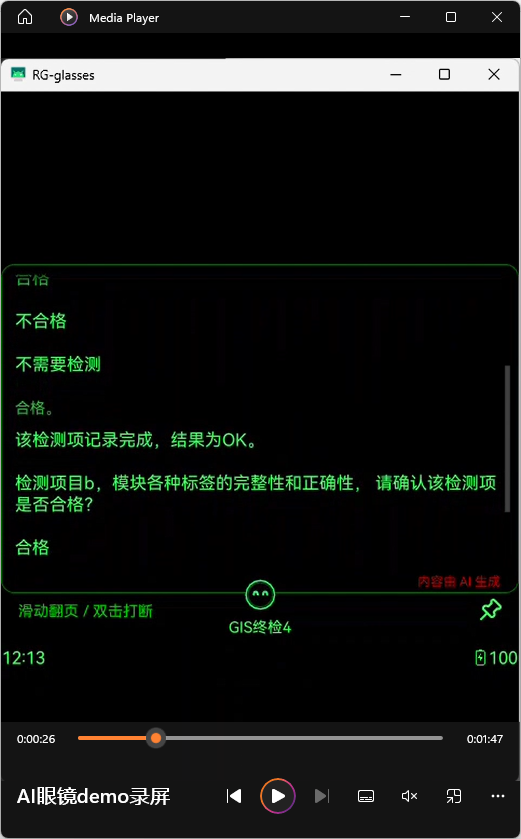 Media Player
RG-glasses
合格
不合格
不需要检测
合格。
该检测项记录完成，结果为OK。
检测项目b，模块各种标签的完整性和正确性， 请确认该检测项
是否合格？
合格
内容由 AI 生成
滑动翻页 / 双击打断
GIS终检4
12:13
100
0:00:26
0:01:47
AI眼镜demo录屏